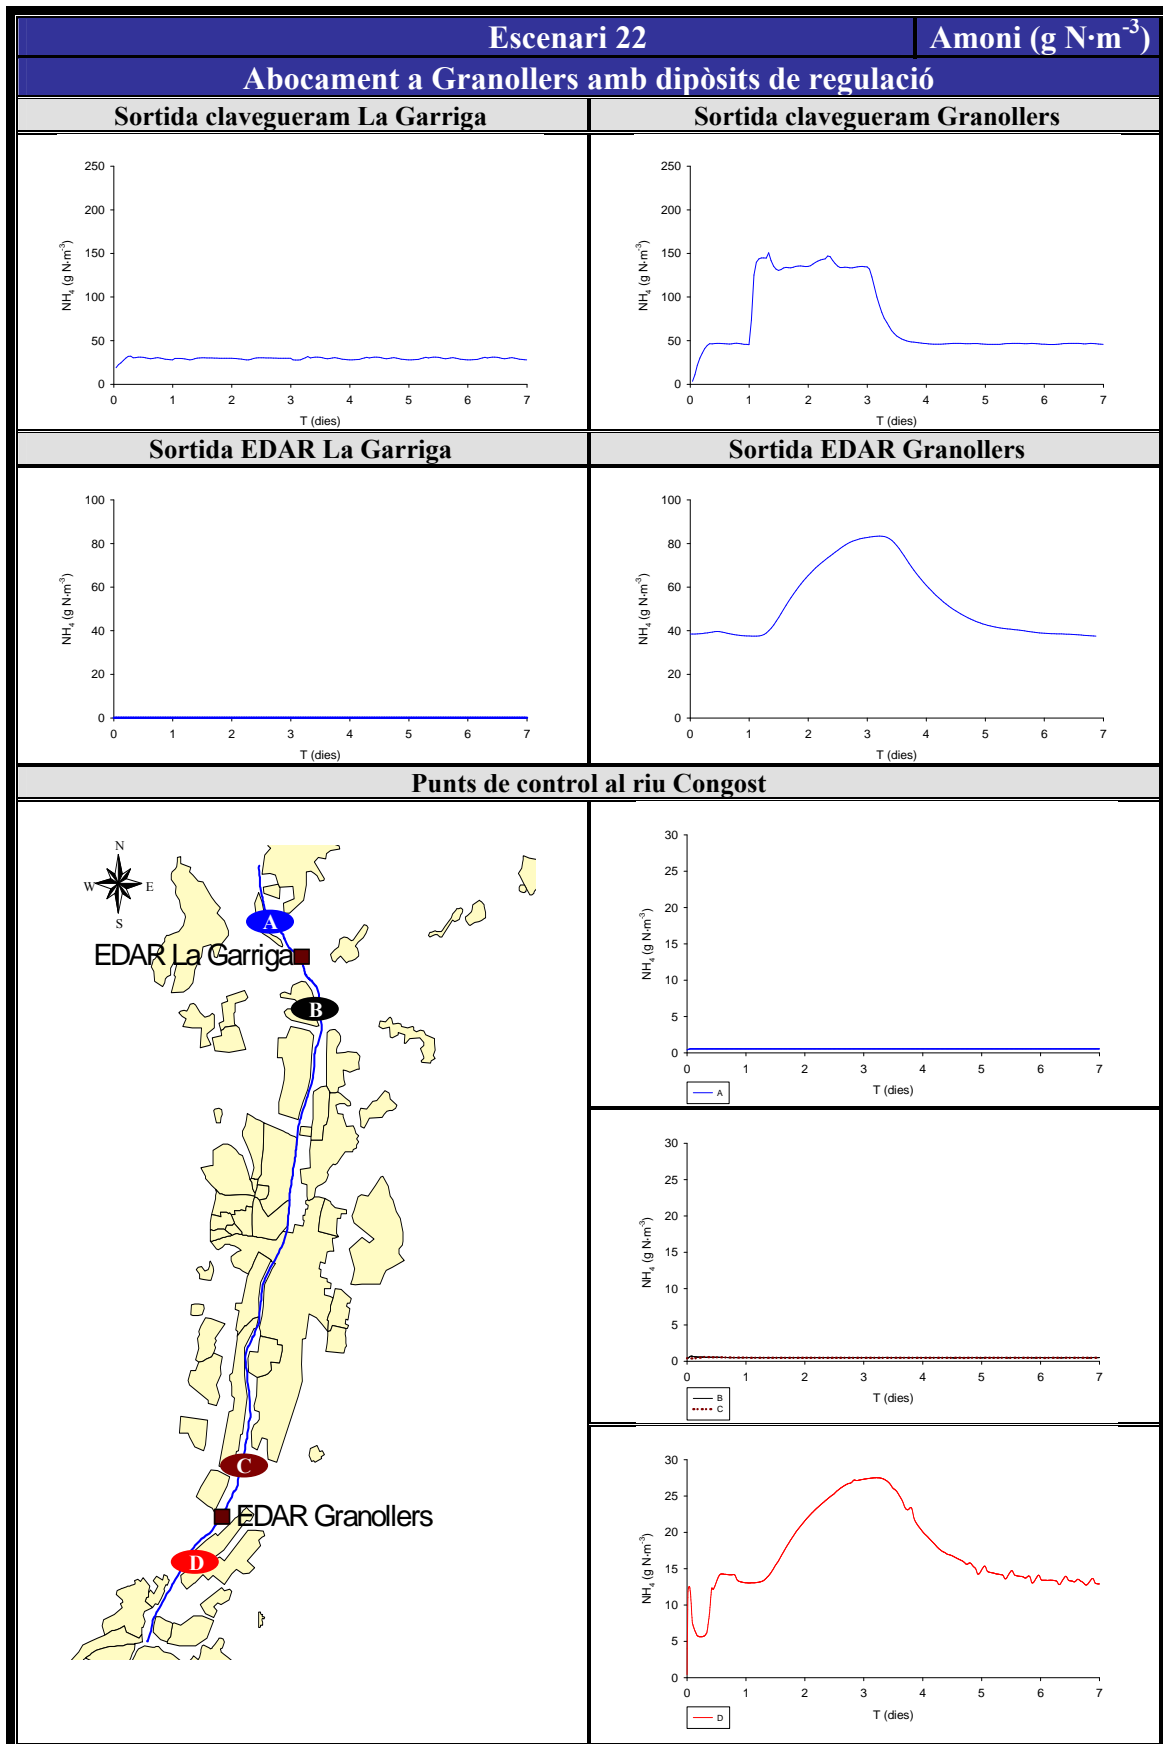 Escenari 22
Amoni (g N·m-3)
Abocament a Granollers amb dipòsits de regulació
Sortida clavegueram La Garriga
Sortida clavegueram Granollers
250
200
150
100
50
0
NH4 (g N·m-3)
0 1 2 3 4 5 6 7
T (dies)
250
200
150
100
50
0
NH4 (g N·m-3)
0 1 2 3 4 5 6 7
T (dies)
Sortida EDAR La Garriga
Sortida EDAR Granollers
100
80
60
40
20
0
NH4 (g N·m-3)
0 1 2 3 4 5 6 7
T (dies)
100
80
60
40
20
0
NH4 (g N·m-3)
0 1 2 3 4 5 6 7
T (dies)
Punts de control al riu Congost
N
W E
S
A
EDAR La Garriga
B
C
EDAR Granollers
D
30
25
20
15
10
5
0
NH4 (g N·m-3)
0 1 2 3 4 5 6 7
T (dies)
A
30
25
20
15
10
5
0
NH4 (g N·m-3)
0 1 2 3 4 5 6 7
T (dies)
B
C
30
25
20
15
10
5
0
NH4 (g N·m-3)
0 1 2 3 4 5 6 7
T (dies)
D